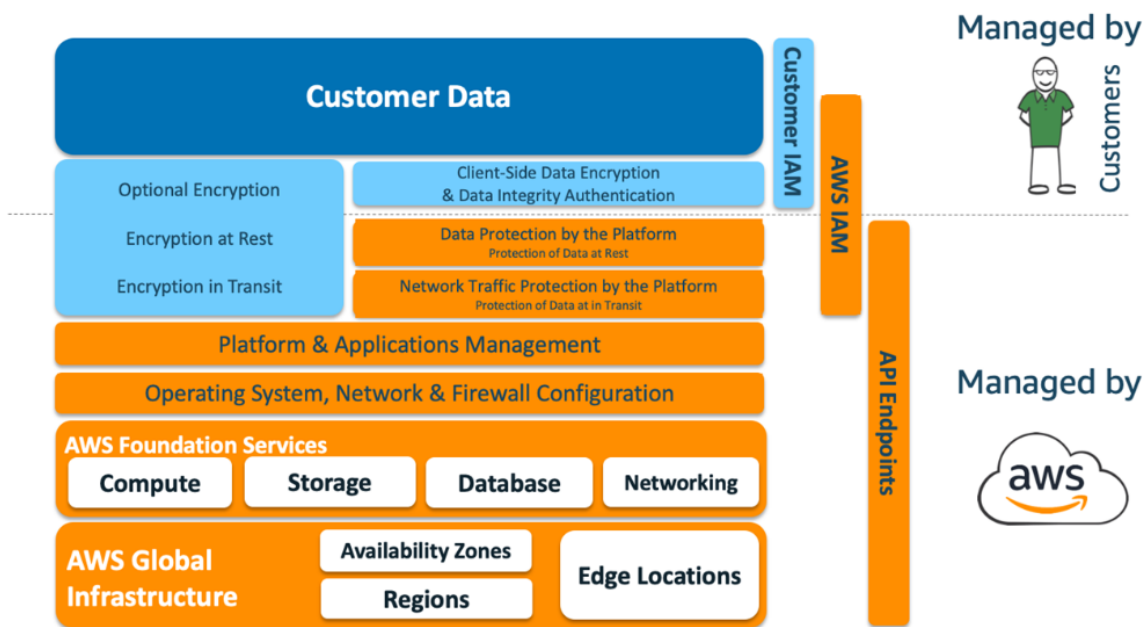 Managed by
Customers
Customer Data
Customer IAM
AWS IAM
Optional Encryption
Client-Side Data Encryption
& Data Integrity Authentication
Encryption at Rest
Data Protection by the Platform
Protection of Data at Rest
Encryption in Transit
Network Traffic Protection by the Platform
Protection of Data at in Transit
Platform & Applications Management
Operating System, Network & Firewall Configuration
API Endpoints
Managed by
aws
AWS Foundation Services
Compute
Storage
Database
Networking
AWS Global
Infrastructure
Availability Zones
Regions
Edge Locations